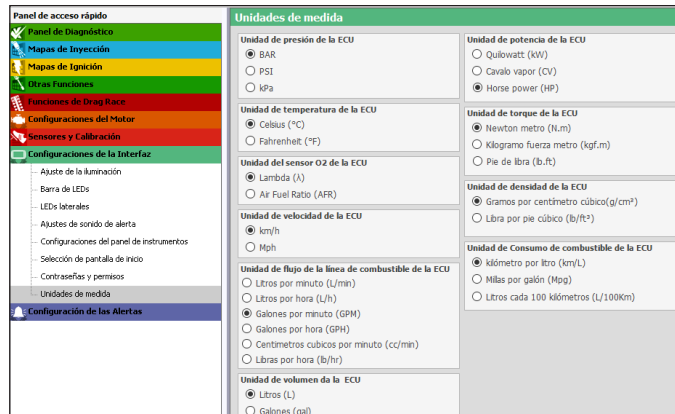 Panel de acceso rápido
Panel de Diagnóstico
Mapas de Inyección
Mapas de Ignición
Otras Funciones
Funciones de Drag Race
Configuraciones del Motor
Sensores y Calibración
Configuraciones de la Interfaz
Ajuste de la iluminación
Barra de LEDs
LEDs laterales
Ajustes de sonido de alerta
Configuraciones del panel de instrumentos
Selección de pantalla de inicio
Contraseñas y permisos
Unidades de medida
Configuración de las Alertas
Unidades de medida
Unidad de presión de la ECU
BAR
PSI
kPa
Unidad de temperatura de la ECU
Celsius (°C)
Fahrenheit (°F)
Unidad del sensor O2 de la ECU
Lambda (λ)
Air Fuel Ratio (AFR)
Unidad de velocidad de la ECU
km/h
Mph
Unidad de flujo de la línea de combustible de la ECU
Litros por minuto (L/min)
Litros por hora (L/h)
Galones por minuto (GPM)
Galones por hora (GPH)
Centimetros cubicos por minuto (cc/min)
Libras por hora (lb/hr)
Unidad de volumen da la ECU
Litros (L)
Galones (gal)
Unidad de potencia de la ECU
Quilowatt (kW)
Cavalo vapor (CV)
Horse power (HP)
Unidad de torque de la ECU
Newton metro (N.m)
Kilogramo fuerza metro (kgf.m)
Pie de libra (lb.ft)
Unidad de densidad de la ECU
Gramos por centímetro cúbico(g/cm³)
Libra por pie cúbico (lb/ft³)
Unidad de Consumo de combustible de la ECU
kilómetro por litro (km/L)
Millas por galón (Mpg)
Litros cada 100 kilómetros (L/100Km)